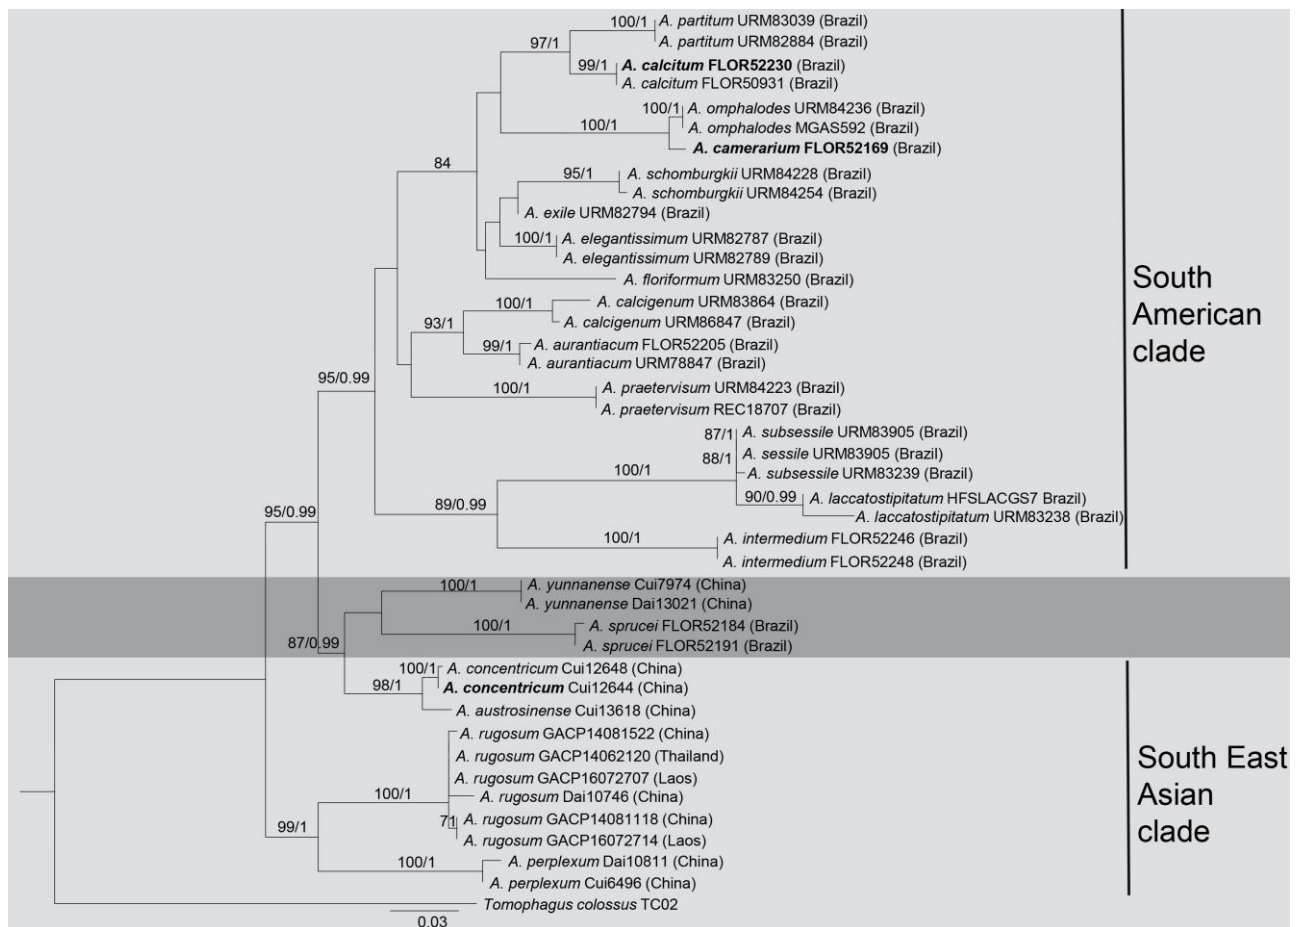 100/1 A. partitum URM83039 (Brazil)
97/1
A. partitum URM82884 (Brazil)
99/1 A. calcitum FLOR52230 (Brazil)
A. calcitum FLOR50931 (Brazil)
100/1 A. omphalodes URM84236 (Brazil)
100/1 A. omphalodes MGAS592 (Brazil)
A. camerarium FLOR52169 (Brazil)
84
95/1 A. schomburgkii URM84228 (Brazil)
A. schomburgkii URM84254 (Brazil)
A. exile URM82794 (Brazil)
100/1 A. elegantissimum URM82787 (Brazil)
A. elegantissimum URM82789 (Brazil)
A. floriformum URM83250 (Brazil)
South
American
clade
100/1 A. calcigenum URM83864 (Brazil)
93/1 A. calcigenum URM86847 (Brazil)
99/1 A. aurantiacum FLOR52205 (Brazil)
A. aurantiacum URM78847 (Brazil)
95/0.99
100/1 A. praetervisum URM84223 (Brazil)
A. praetervisum REC18707 (Brazil)
87/1 A. subsessile URM83905 (Brazil)
88/1 A. sessile URM83905 (Brazil)
100/1 A. subsessile URM83239 (Brazil)
90/0.99 A. laccatostipitatum HFSLACGS7 Brazil)
89/0.99
A. laccatostipitatum URM83238 (Brazil)
95/0.99
100/1 A. intermedium FLOR52246 (Brazil)
A. intermedium FLOR52248 (Brazil)
100/1 A. yunnanense Cui7974 (China)
A. yunnanense Dai13021 (China)
100/1 A. sprucei FLOR52184 (Brazil)
87/0.99 A. sprucei FLOR52191 (Brazil)
100/1 A. concentricum Cui12648 (China)
98/1 A. concentricum Cui12644 (China)
A. austrosinense Cui13618 (China)
A. rugosum GACP14081522 (China)
A. rugosum GACP14062120 (Thailand)
A. rugosum GACP16072707 (Laos)
100/1 A. rugosum Dai10746 (China)
South East
Asian
clade
99/1 71 A. rugosum GACP14081118 (China)
A. rugosum GACP16072714 (Laos)
100/1 A. perplexum Dai10811 (China)
A. perplexum Cui6496 (China)
Tomophagus colossus TC02
0.03